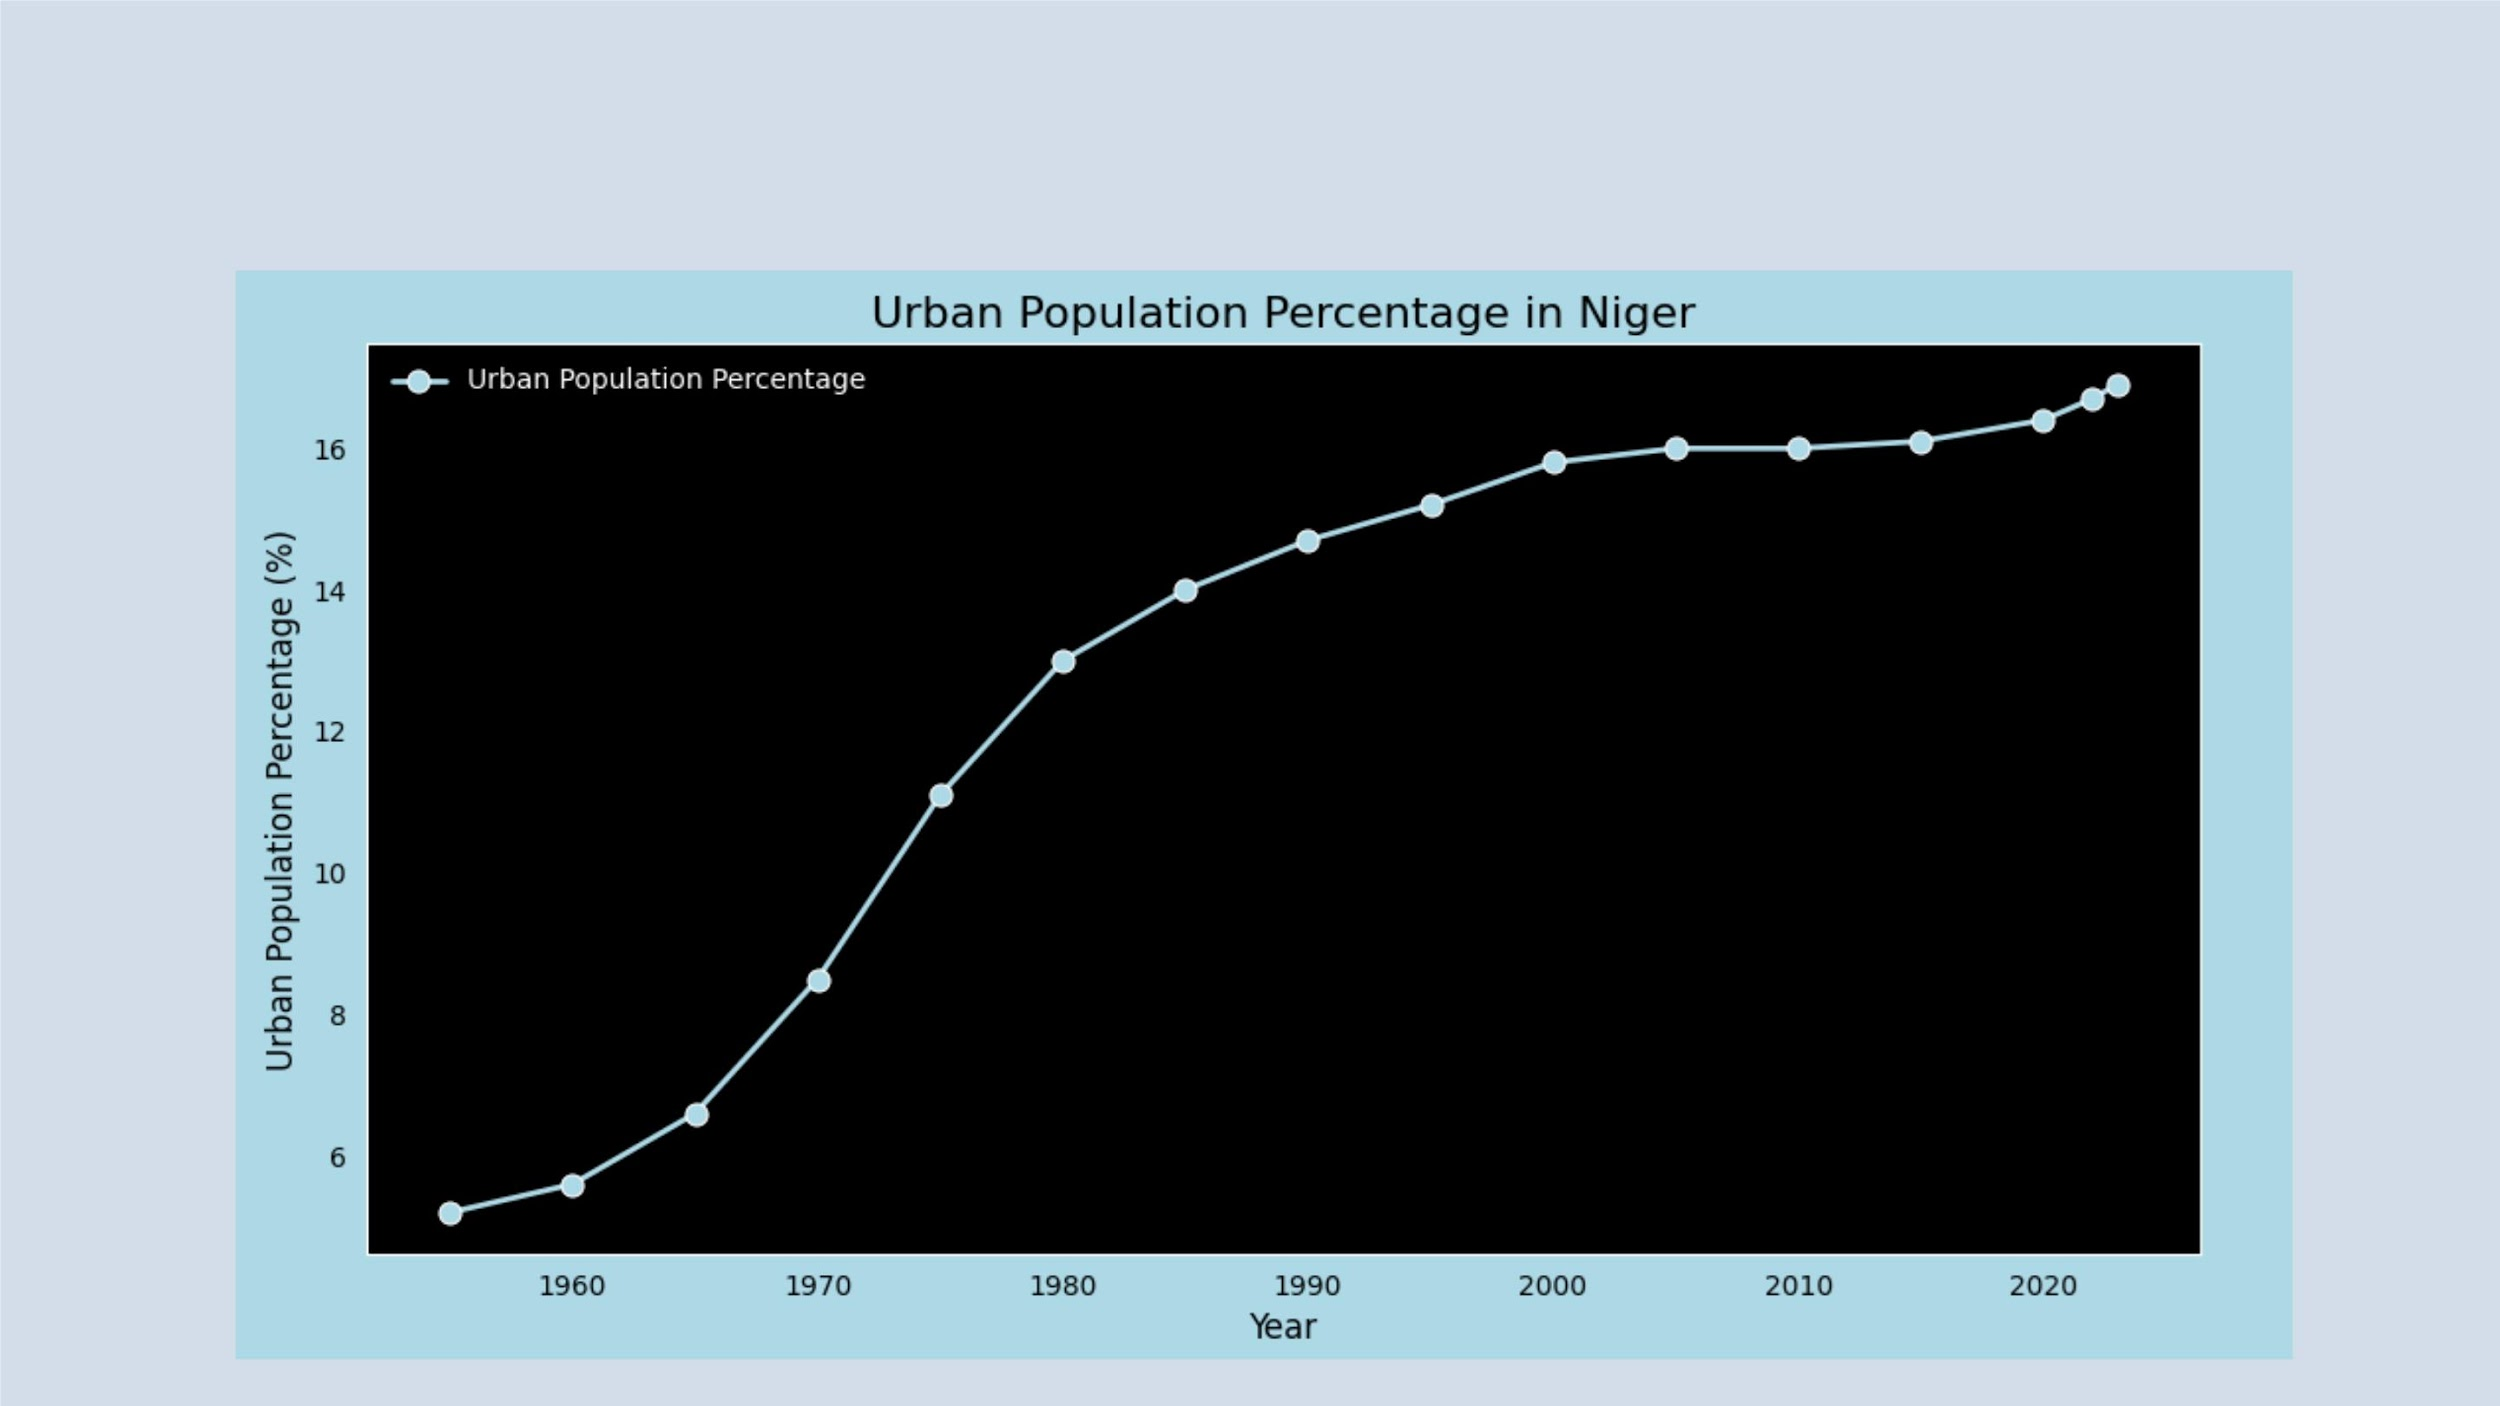 Urban Population Percentage in Niger
Urban Population Percentage
Urban Population Percentage (%)
16
14
12
10
8
6
1960 1970 1980 1990 2000 2010 2020
Year